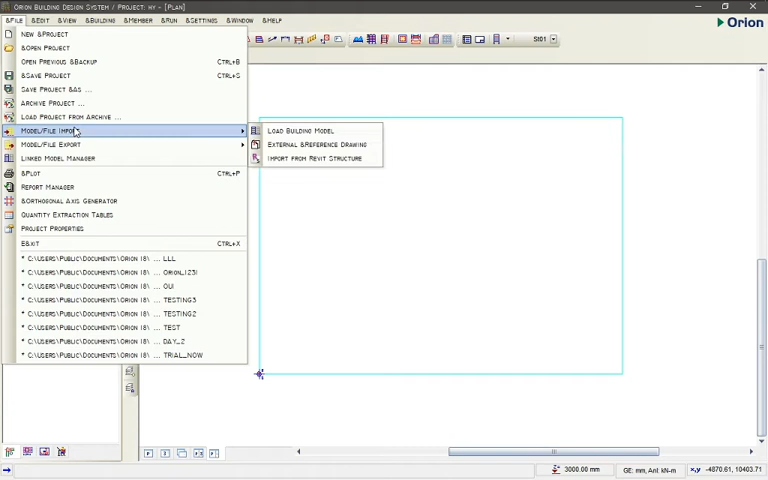 Orion Building Design System / Project: HY - [Plan]
&File &Edit &View &Building &Member &Run &Settings &Window &Help
Orion
St01
New &Project
&Open Project
Open Previous &Backup Ctrl+B
&Save Project Ctrl+S
Save Project &As ...
Archive Project ...
Load Project from Archive ...
Model/File Import
Model/File Export
Linked Model Manager
&Plot Ctrl+P
Report Manager
&Orthogonal Axis Generator
Quantity Extraction Tables
Project Properties
E&xit Ctrl+X
* C:\Users\Public\Documents\Orion 18\ ... LLL
* C:\Users\Public\Documents\Orion 18\ ... ORION_1231
* C:\Users\Public\Documents\Orion 18\ ... OUI
* C:\Users\Public\Documents\Orion 18\ ... TESTING3
* C:\Users\Public\Documents\Orion 18\ ... TESTING2
* C:\Users\Public\Documents\Orion 18\ ... TEST
* C:\Users\Public\Documents\Orion 18\ ... DAY_2
* C:\Users\Public\Documents\Orion 18\ ... TRIAL_NOW
Load Building Model
External &Reference Drawing
Import from Revit Structure
3000.00 mm
GE: mm, Ant: kN-m
x,y -4870.61, 10403.71